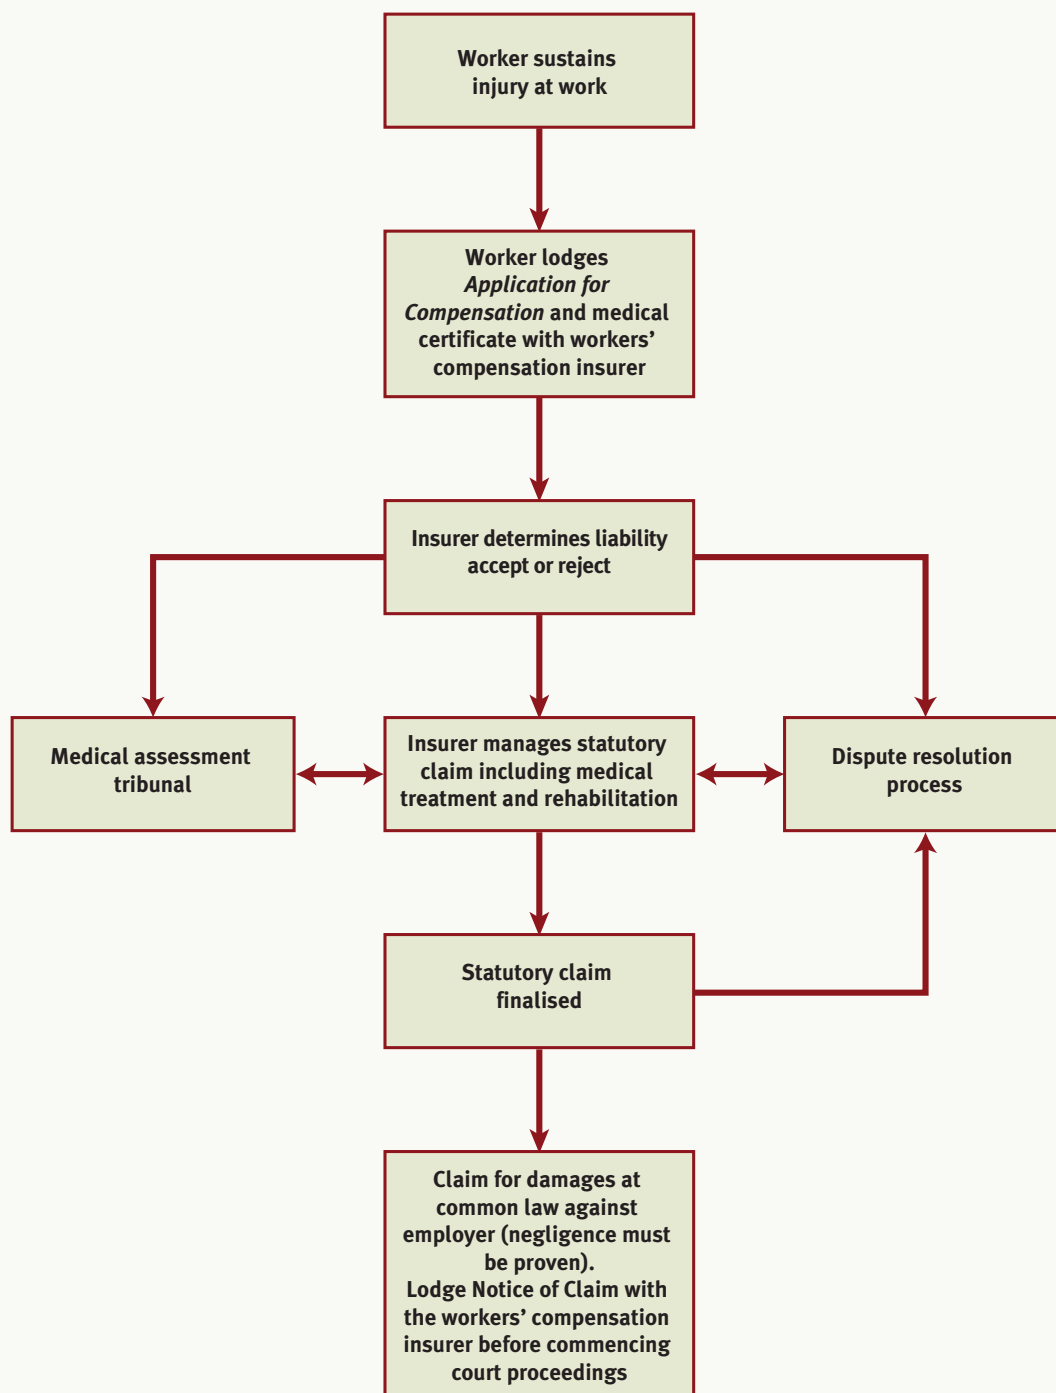 Worker sustains
injury at work
Worker lodges
Application for
Compensation and medical
certificate with workers’
compensation insurer
Insurer determines liability
accept or reject
Medical assessment
tribunal
Insurer manages statutory
claim including medical
treatment and rehabilitation
Dispute resolution
process
Statutory claim
finalised
Claim for damages at
common law against
employer (negligence must
be proven).
Lodge Notice of Claim with
the workers’ compensation
insurer before commencing
court proceedings